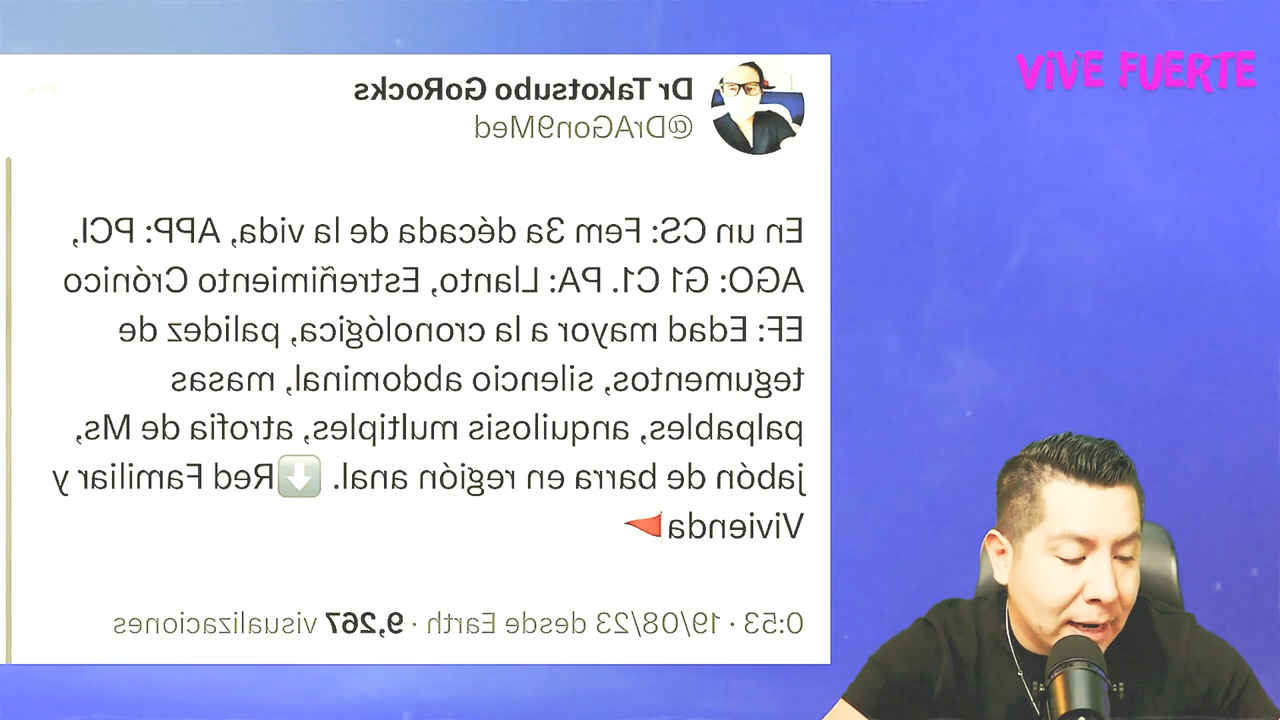 VIVE FUERTE
Dr Takotsubo GoRocks
@DrAGon9Med
En un CS: Fem 3a década de la vida, APP: PCI,
AGO: G1 C1. PA: Llanto, Estreñimiento Crónico
EF: Edad mayor a la cronológica, palidez de
tegumentos, silencio abdominal, masas
palpables, anquilosis multiples, atrofia de Ms,
jabón de barra en región anal. ⬇️Red Familiar y
Vivienda🚩
0:53 · 19/08/23 desde Earth · 9,267 visualizaciones